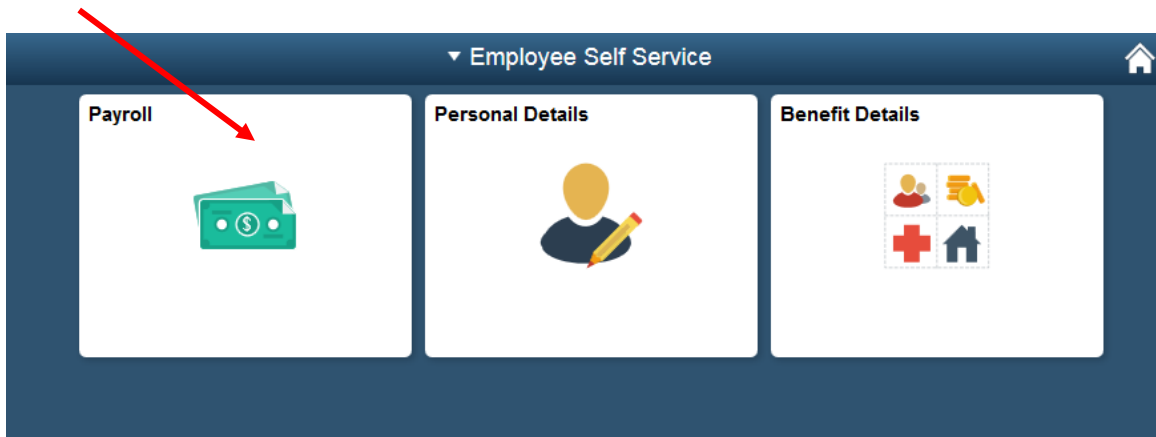 Employee Self Service
Payroll
Personal Details
Benefit Details
$